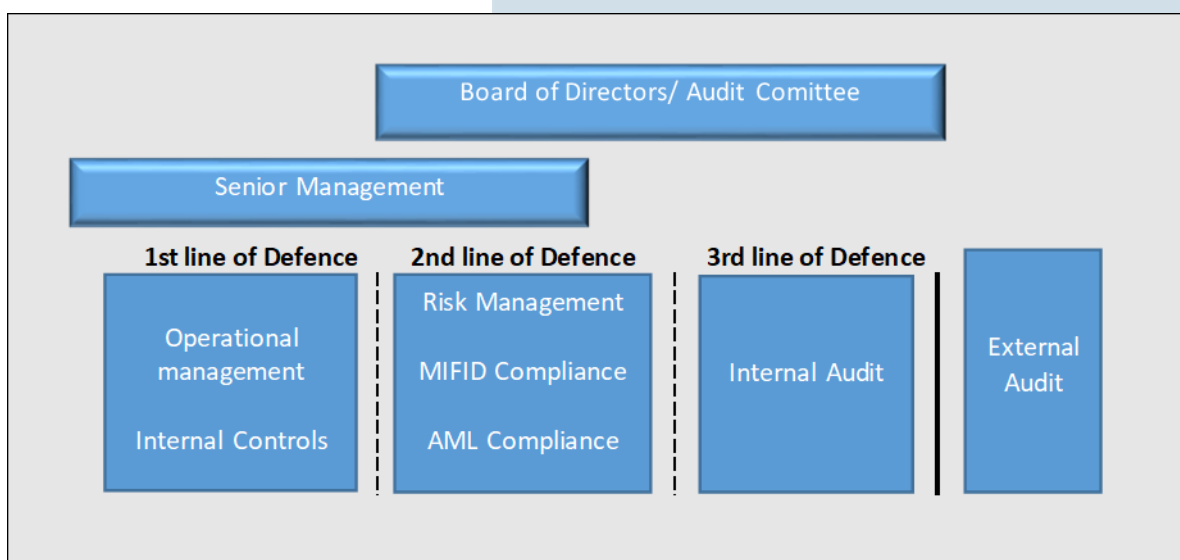 Board of Directors/ Audit Comittee
Senior Management
1st line of Defence
Operational
management
Internal Controls
2nd line of Defence
Risk Management
MIFID Compliance
AML Compliance
3rd line of Defence
Internal Audit
External
Audit